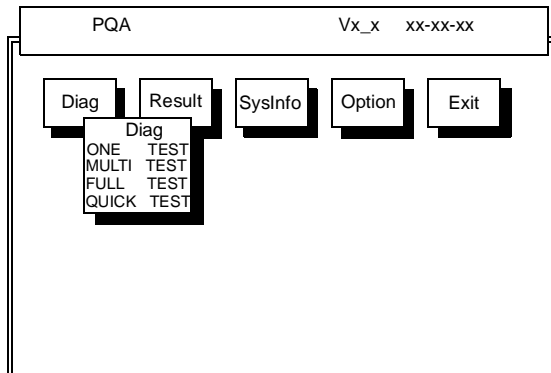 PQA Vx_x xx-xx-xx
Diag Result SysInfo Option Exit
Diag
ONE TEST
MULTI TEST
FULL TEST
QUICK TEST